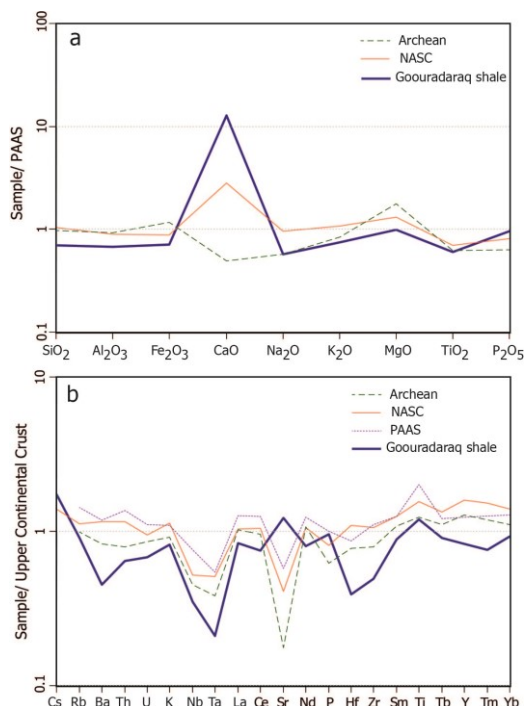 a
Archean
NASC
Goouradaraq shale
100
10
1
0.1
Sample/ PAAS
SiO₂ Al₂O₃ Fe₂O₃ CaO Na₂O K₂O MgO TiO₂ P₂O₅
b
Archean
NASC
PAAS
Goouradaraq shale
10
1
0.1
Sample/ Upper Continental Crust
Cs Rb Ba Th U K Nb Ta La Ce Sr Nd P Hf Zr Sm Ti Tb Y Tm Yb